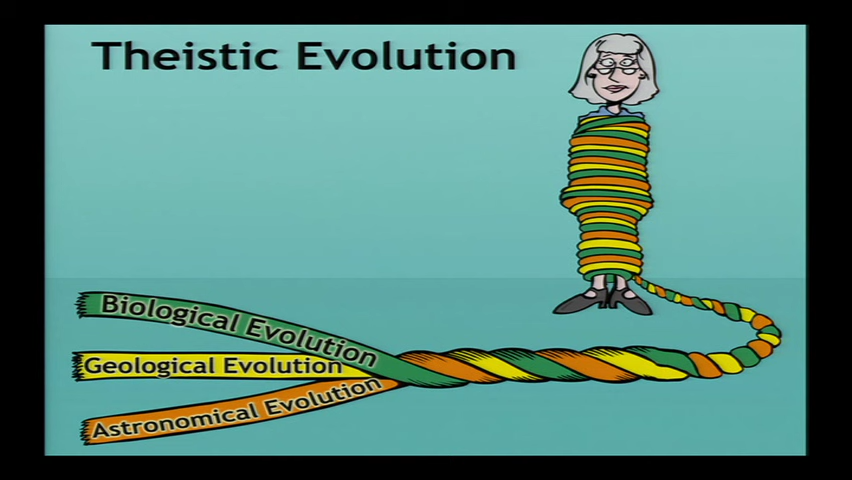 Theistic Evolution
Biological Evolution
Geological Evolution
Astronomical Evolution